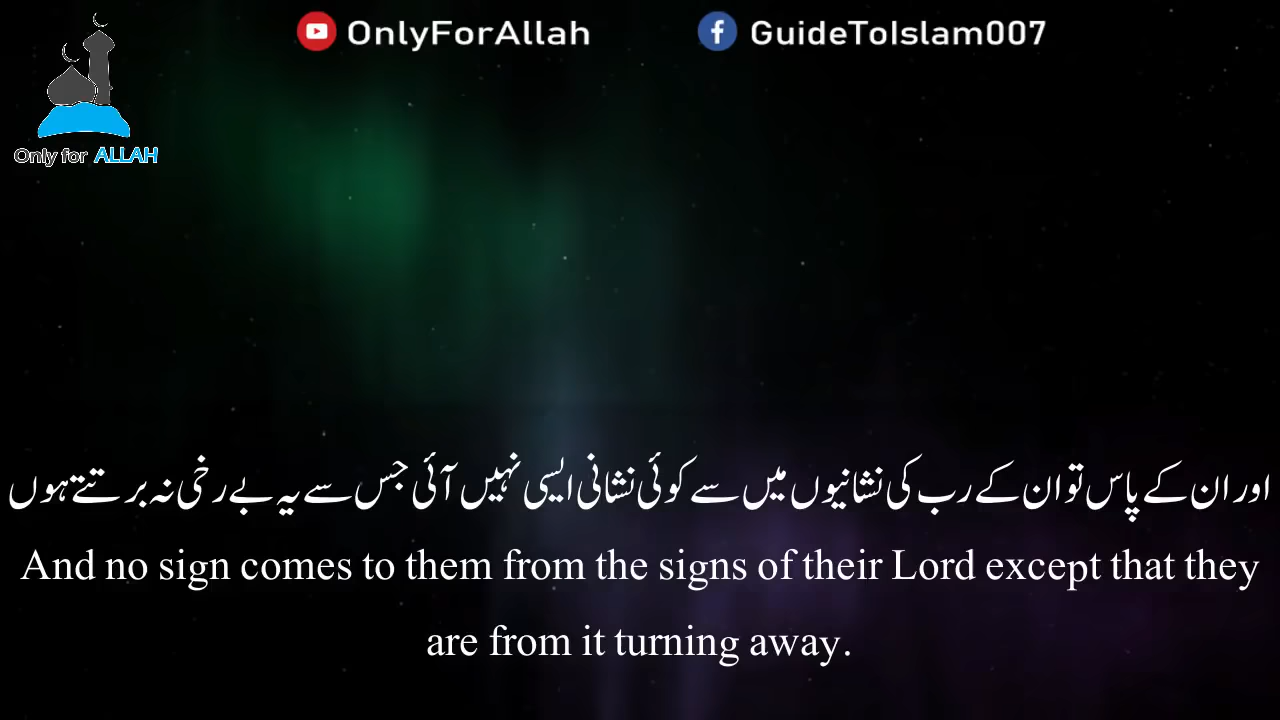 OnlyForAllah
GuideToIslam007
Only for ALLAH
اور ان کے پاس تو ان کے رب کی نشانیوں میں سے کوئی نشانی ایسی نہیں آئی جس سے یہ بے رخی نہ برتتے ہوں
And no sign comes to them from the signs of their Lord except that they
are from it turning away.